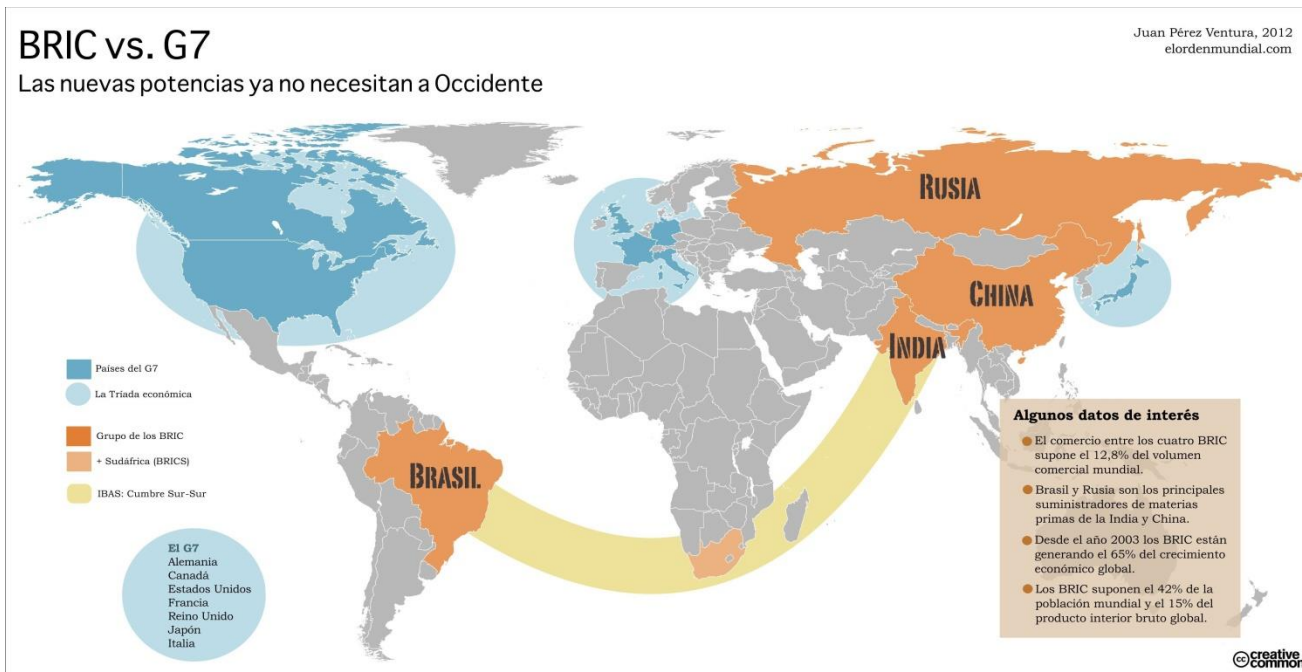 BRIC vs. G7
Las nuevas potencias ya no necesitan a Occidente
Juan Pérez Ventura, 2012
elordenmundial.com
RUSIA
CHINA
INDIA
BRASIL
Países del G7
La Tríada económica
Grupo de los BRIC
+ Sudáfrica (BRICS)
IBAS: Cumbre Sur-Sur
El G7
Alemania
Canadá
Estados Unidos
Francia
Reino Unido
Japón
Italia
Algunos datos de interés
El comercio entre los cuatro BRIC
supone el 12,8% del volumen
comercial mundial.
Brasil y Rusia son los principales
suministradores de materias
primas de la India y China.
Desde el año 2003 los BRIC están
generando el 65% del crecimiento
económico global.
Los BRIC suponen el 42% de la
población mundial y el 15% del
producto interior bruto global.
cc creative
common